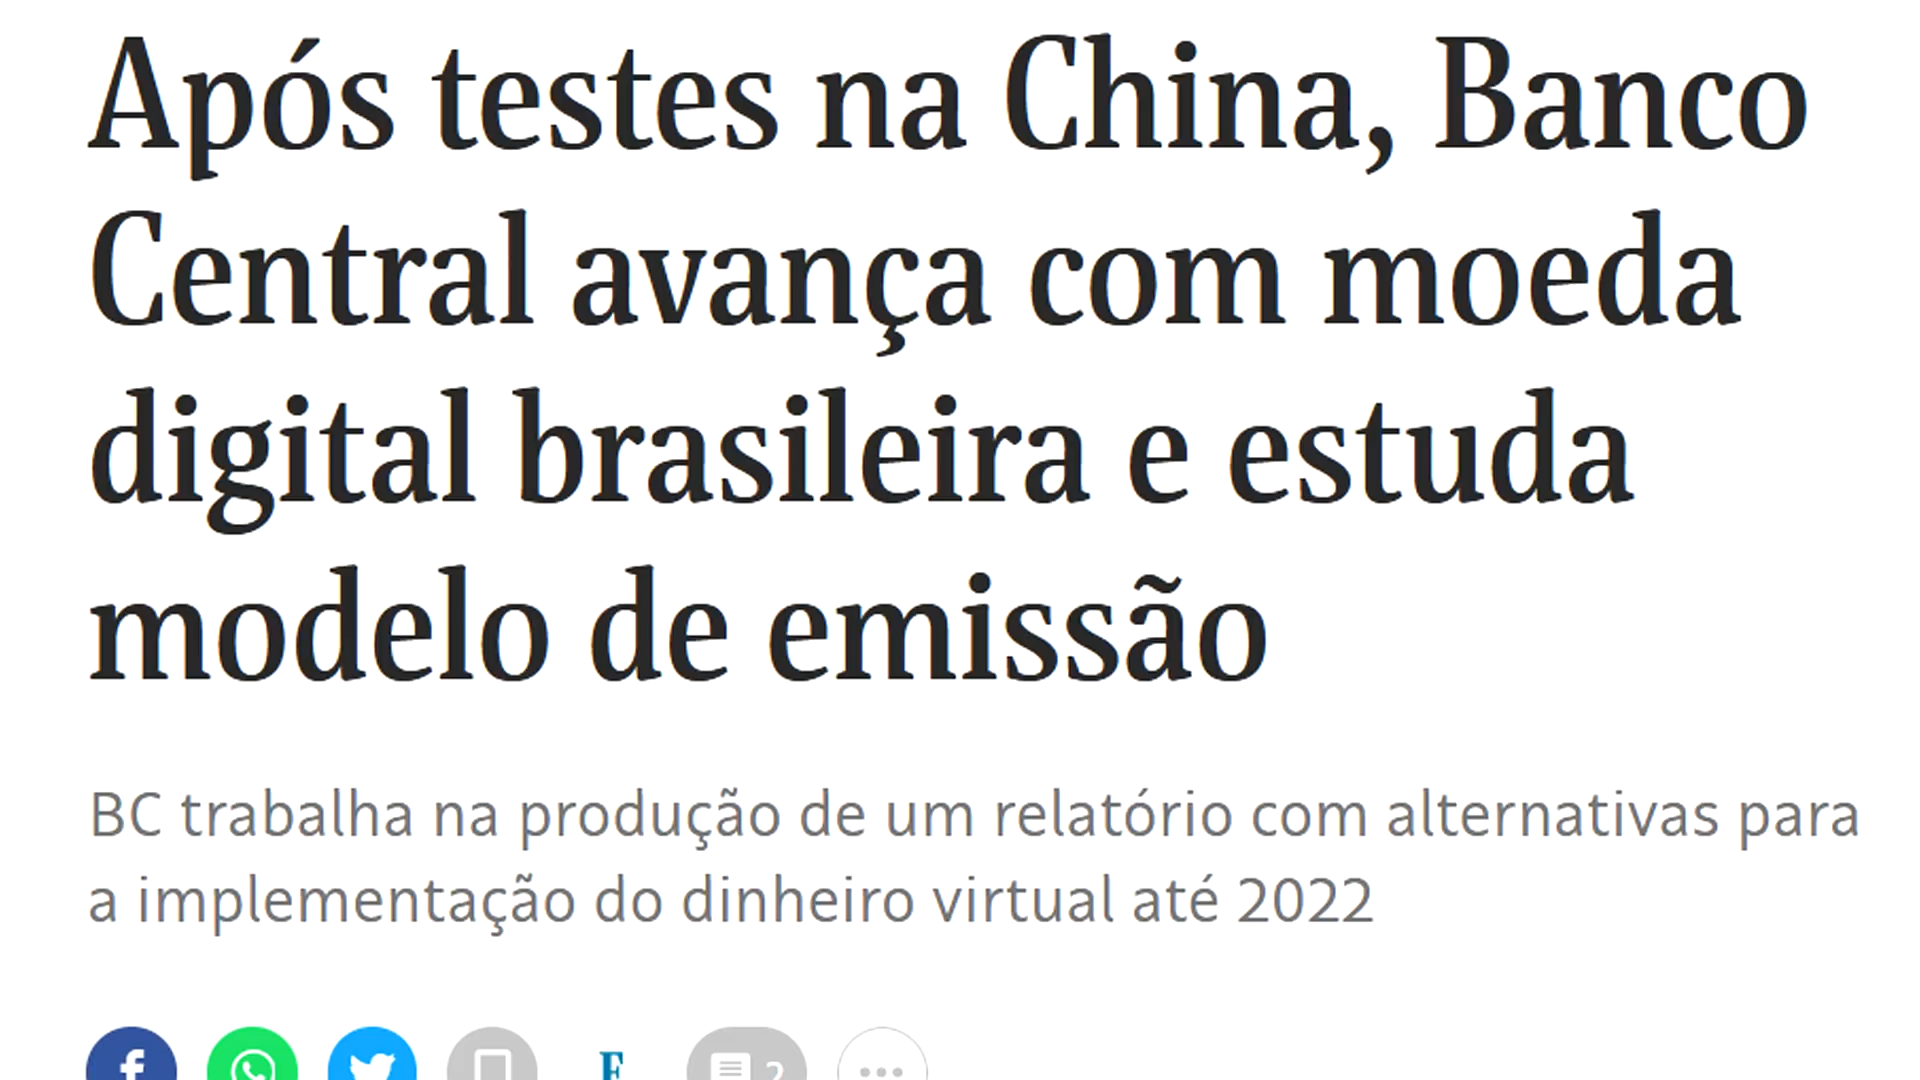 Após testes na China, Banco
Central avança com moeda
digital brasileira e estuda
modelo de emissão
BC trabalha na produção de um relatório com alternativas para
a implementação do dinheiro virtual até 2022
f E 2